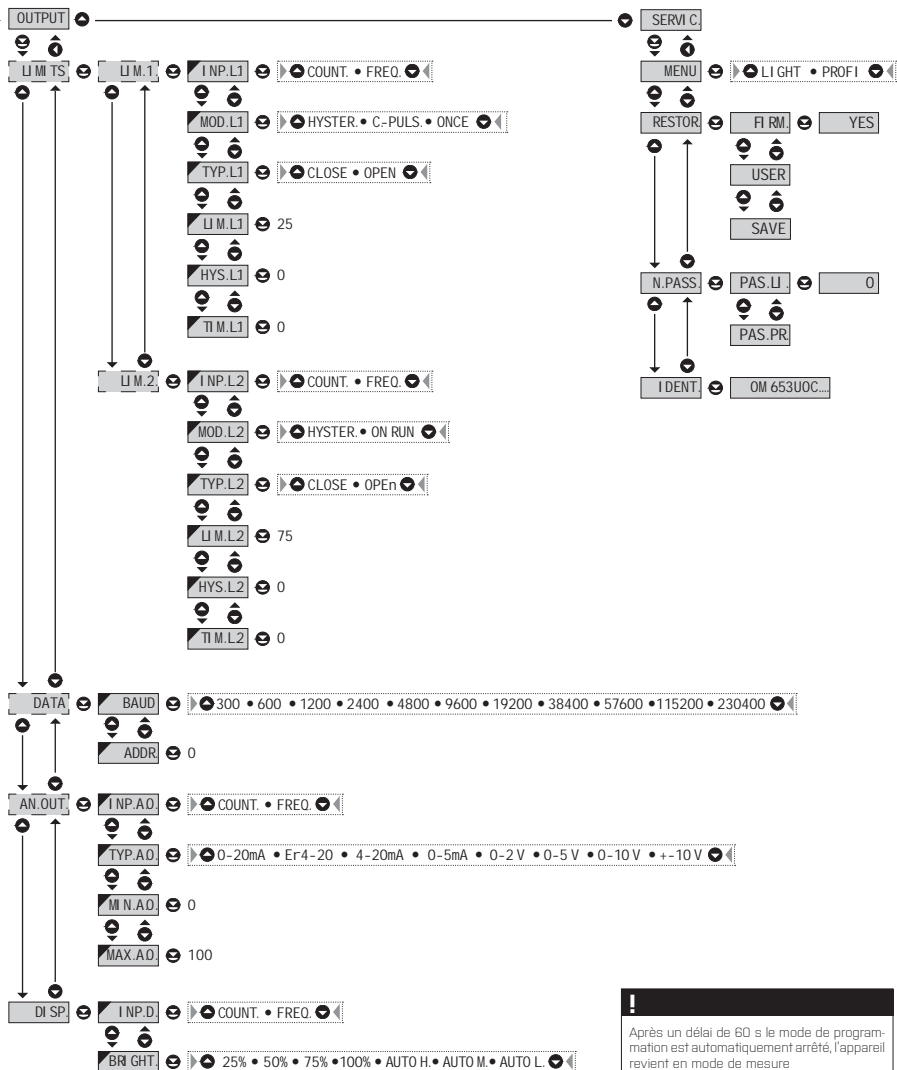 OUTPUT SERVIC.
LIMITS LIM.1 INP.L1 COUNT. • FREQ. MENU LIGHT • PROFI
MOD.L1 HYSTER. • C-PULS. • ONCE RESTOR. FIRM. YES
TYP.L1 CLOSE • OPEN USER
LIM.L1 25 SAVE
HYS.L1 0 N.PASS. PAS.LI. 0
TIM.L1 0 PAS.PR.
LIM.2 INP.L2 COUNT. • FREQ. IDENT. OM 653UOC....
MOD.L2 HYSTER. • ON RUN
TYP.L2 CLOSE • OPEn
LIM.L2 75
HYS.L2 0
TIM.L2 0
DATA BAUD 300 • 600 • 1200 • 2400 • 4800 • 9600 • 19200 • 38400 • 57600 • 115200 • 230400
ADDR. 0
AN.OUT. INP.A.O. COUNT. • FREQ.
TYP.A.O. 0-20mA • Er4-20 • 4-20mA • 0-5mA • 0-2 V • 0-5 V • 0-10 V • +-10 V
MIN.A.O. 0
MAX.A.O. 100
DISP. INP.D. COUNT. • FREQ.
BRIGHT. 25% • 50% • 75% • 100% • AUTO H. • AUTO M. • AUTO L.
!
Après un délai de 60 s le mode de program-
mation est automatiquement arrêté, l'appareil
revient en mode de mesure